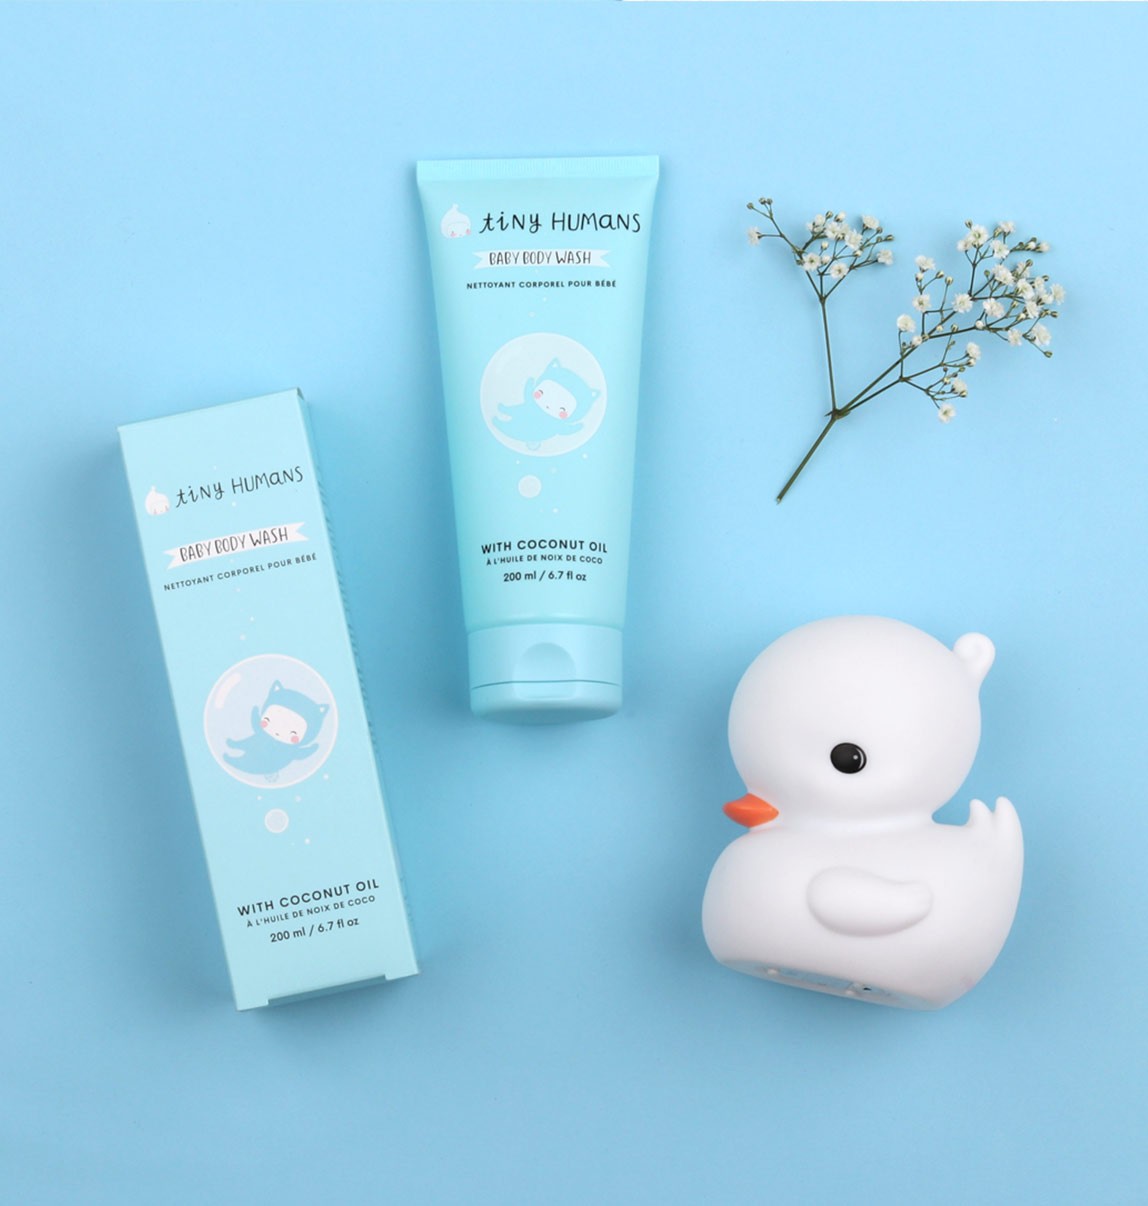 tiny HUMANS
BABY BODY WASH
NETTOYANT CORPOREL POUR BÉBÉ
WITH COCONUT OIL
À L'HUILE DE NOIX DE COCO
200 ml / 6.7 fl oz
tiny HUMANS
BABY BODY WASH
NETTOYANT CORPOREL POUR BÉBÉ
WITH COCONUT OIL
À L'HUILE DE NOIX DE COCO
200 ml / 6.7 fl oz